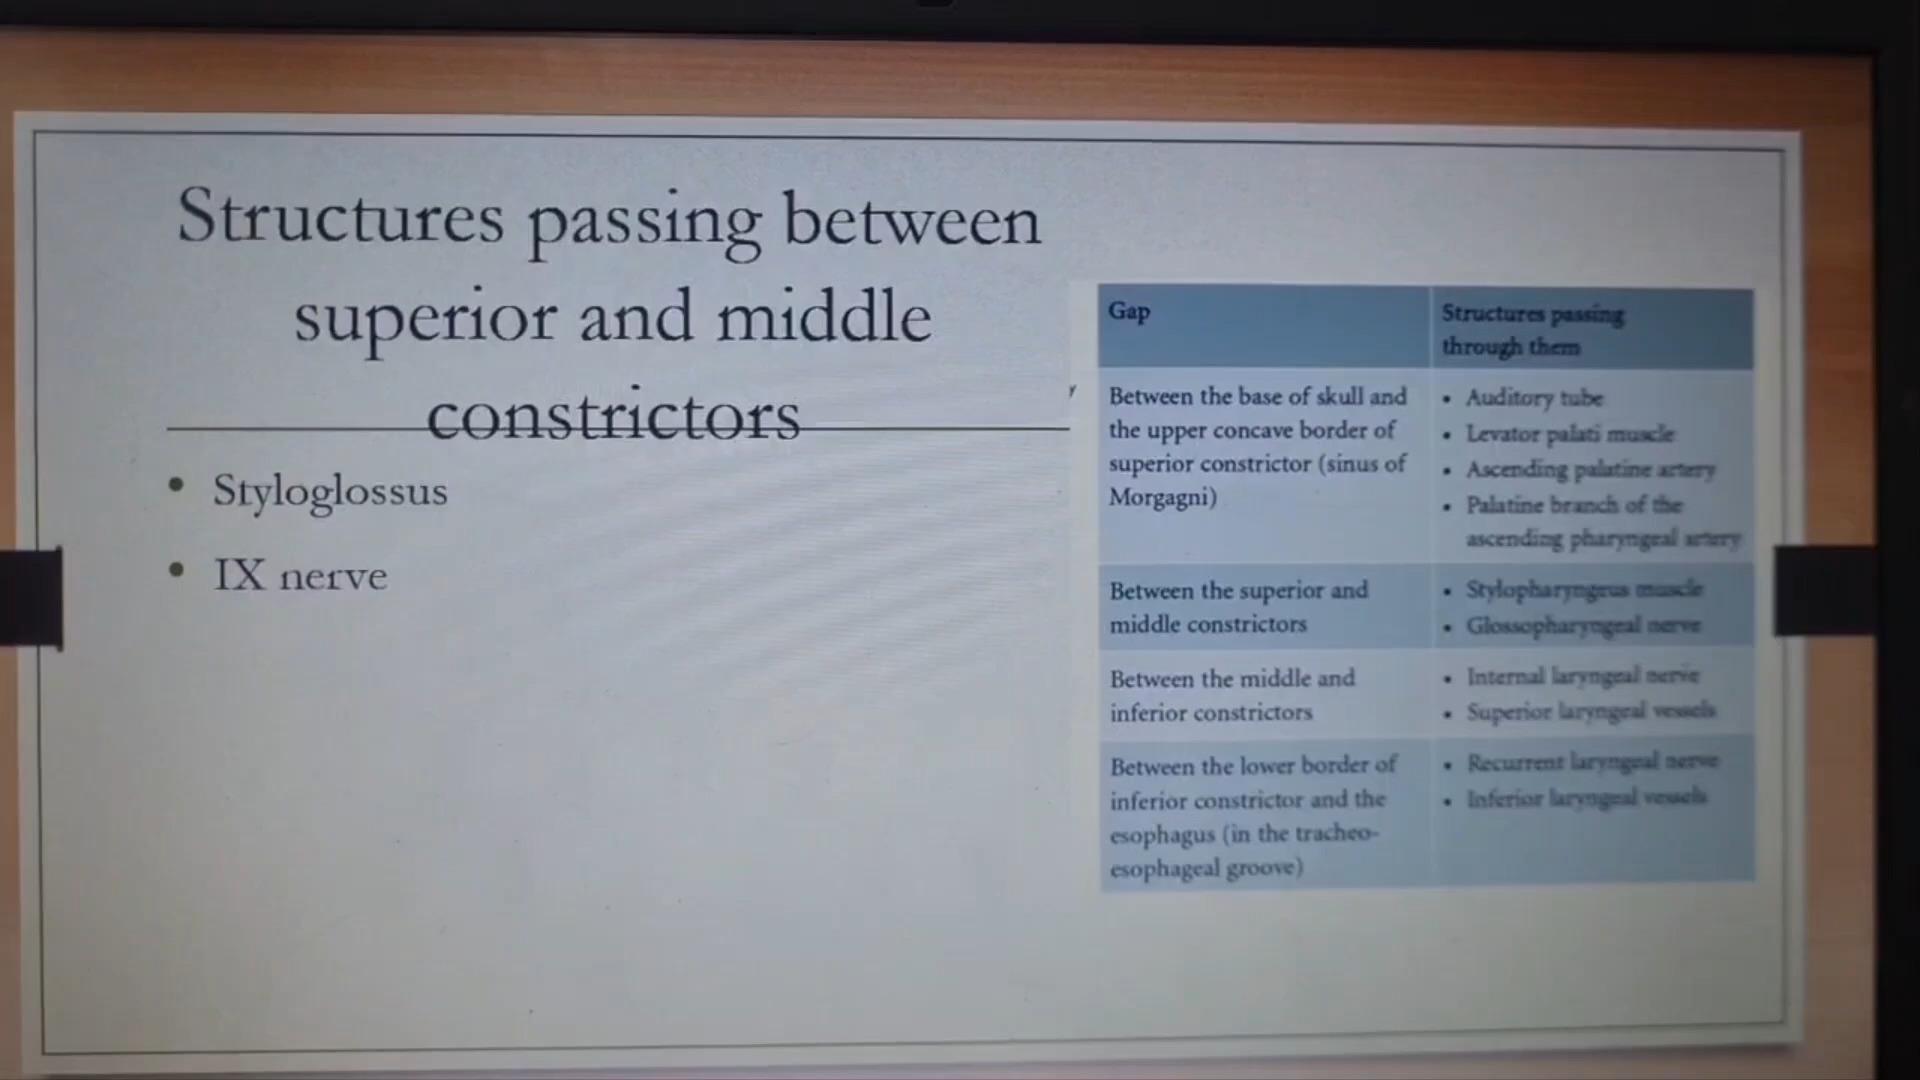 Structures passing between
superior and middle
constrictors
• Styloglossus
• IX nerve
Gap
Structures passing
through them
Between the base of skull and
the upper concave border of
superior constrictor (sinus of
Morgagni)
• Auditory tube
• Levator palati muscle
• Ascending palatine artery
• Palatine branch of the
ascending pharyngeal artery
Between the superior and
middle constrictors
• Stylopharyngeus muscle
• Glossopharyngeal nerve
Between the middle and
inferior constrictors
• Internal laryngeal nerve
• Superior laryngeal vessels
Between the lower border of
inferior constrictor and the
esophagus (in the tracheo-
esophageal groove)
• Recurrent laryngeal nerve
• Inferior laryngeal vessels